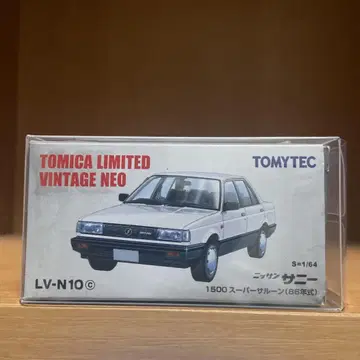 TOMICA LIMITED
VINTAGE NEO
TOMYTEC
S=1/64
ニッサン サニー
1500 スーパーサルーン(86年式)
LV-N10ⓒ